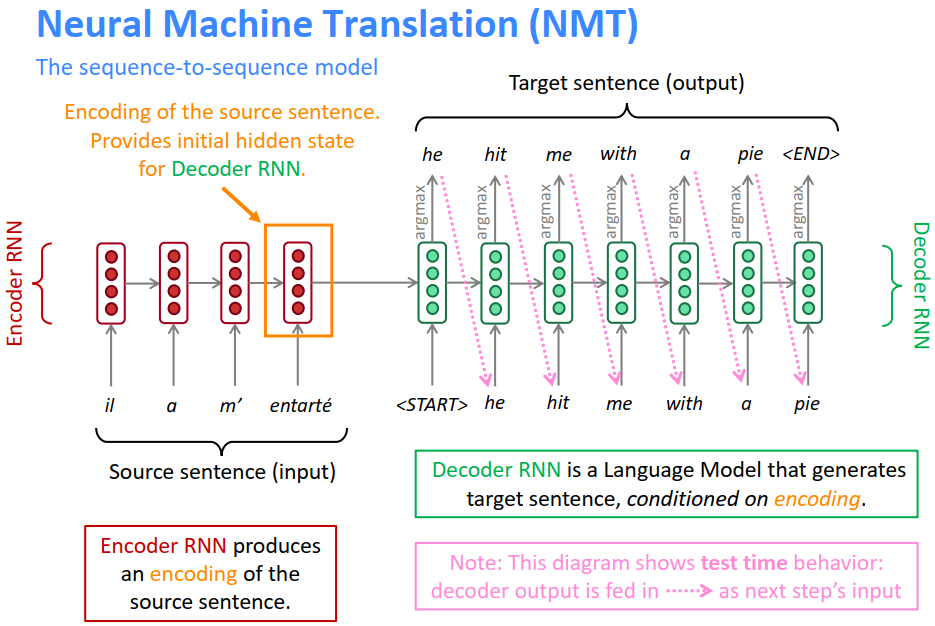 Neural Machine Translation (NMT)
The sequence-to-sequence model
Target sentence (output)
Encoding of the source sentence.
Provides initial hidden state
for Decoder RNN.
he hit me with a pie <END>
argmax argmax argmax argmax argmax argmax argmax
Encoder RNN
Decoder RNN
il a m’ entarté <START> he hit me with a pie
Source sentence (input)
Decoder RNN is a Language Model that generates
target sentence, conditioned on encoding.
Encoder RNN produces
an encoding of the
source sentence.
Note: This diagram shows test time behavior:
decoder output is fed in as next step’s input